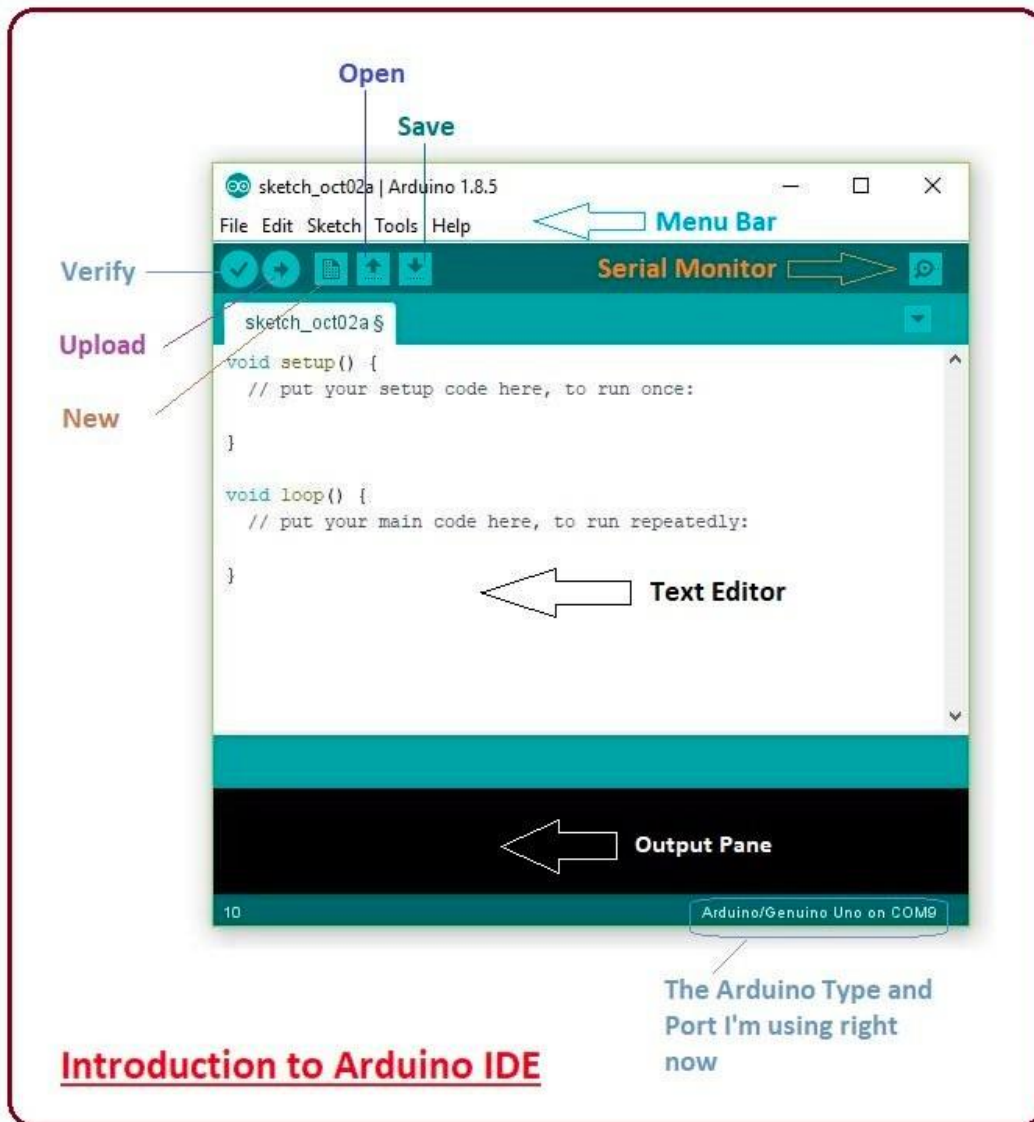 Open
Save
sketch_oct02a | Arduino 1.8.5
File Edit Sketch Tools Help
Menu Bar
Verify
Serial Monitor
sketch_oct02a §
Upload
void setup() {
// put your setup code here, to run once:
New
}
void loop() {
// put your main code here, to run repeatedly:
}
Text Editor
Output Pane
10
Arduino/Genuino Uno on COM9
The Arduino Type and
Port I'm using right
now
Introduction to Arduino IDE